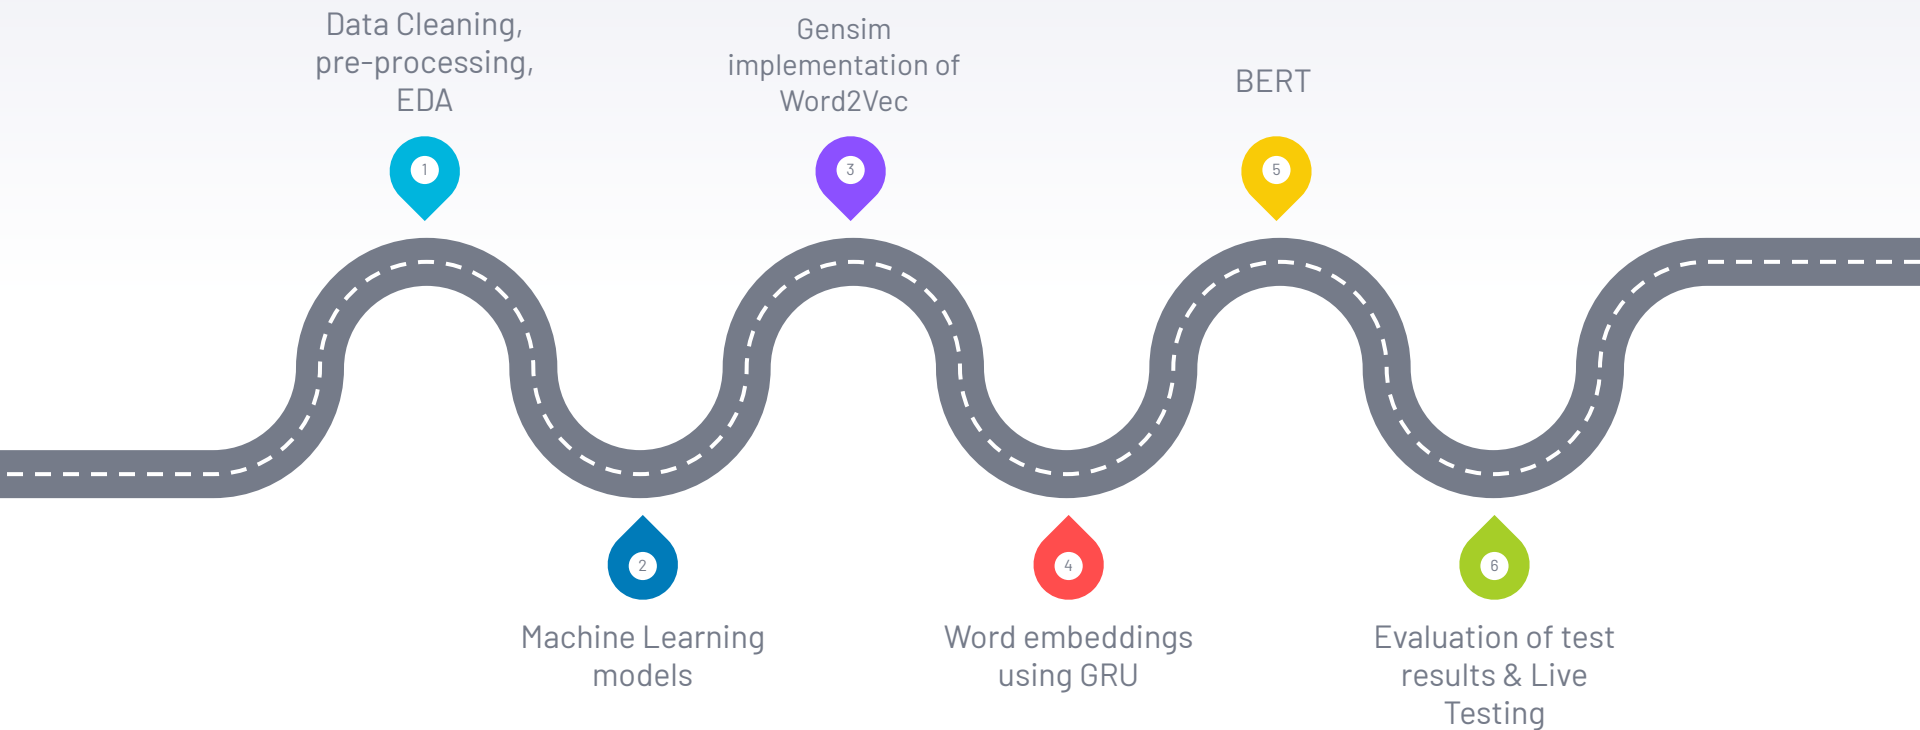 Data Cleaning,
pre-processing,
EDA
1
Machine Learning
models
2
Gensim
implementation of
Word2Vec
3
Word embeddings
using GRU
4
BERT
5
Evaluation of test
results & Live
Testing
6